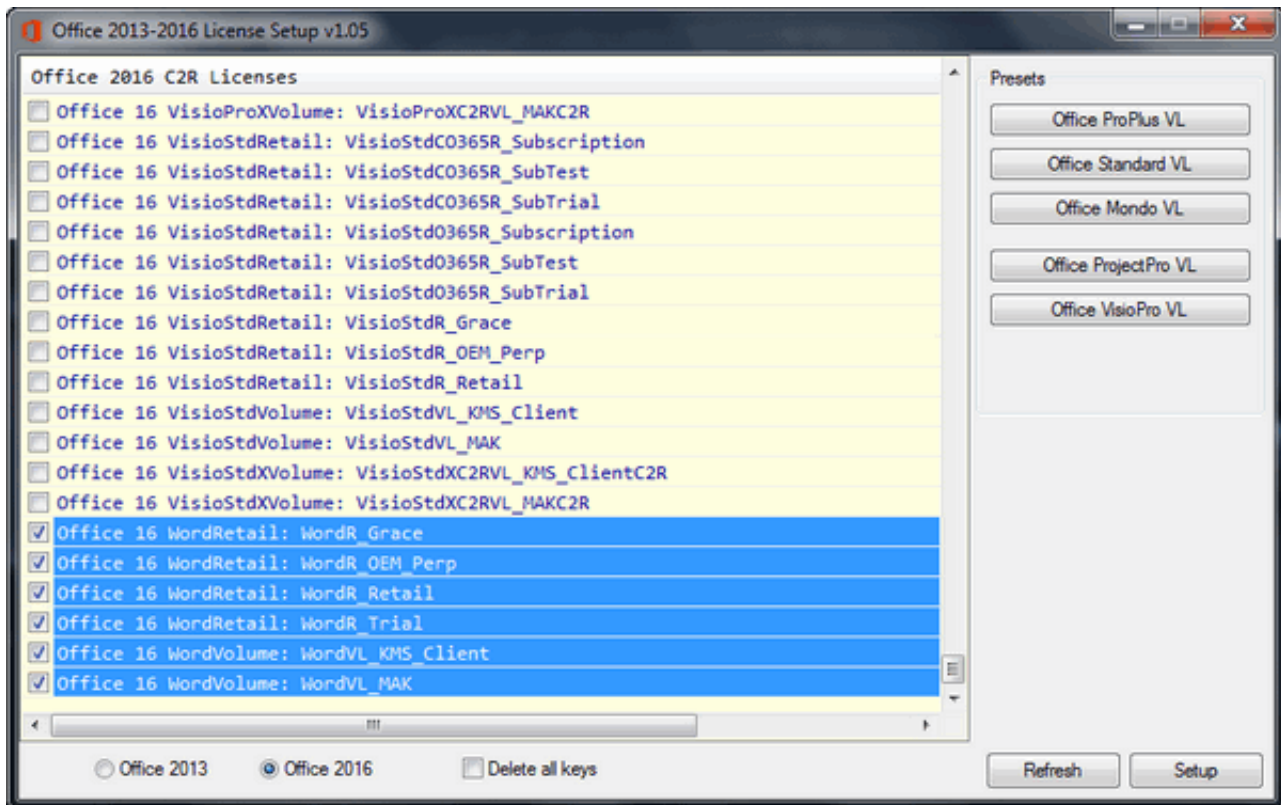 Office 2013-2016 License Setup v1.05
Office 2016 C2R Licenses
Office 16 VisioProXVolume: VisioProXC2RVL_MAKC2R
Office 16 VisioStdRetail: VisioStdCO365R_Subscription
Office 16 VisioStdRetail: VisioStdCO365R_SubTest
Office 16 VisioStdRetail: VisioStdCO365R_SubTrial
Office 16 VisioStdRetail: VisioStdO365R_Subscription
Office 16 VisioStdRetail: VisioStdO365R_SubTest
Office 16 VisioStdRetail: VisioStdO365R_SubTrial
Office 16 VisioStdRetail: VisioStdR_Grace
Office 16 VisioStdRetail: VisioStdR_OEM_Perp
Office 16 VisioStdRetail: VisioStdR_Retail
Office 16 VisioStdVolume: VisioStdVL_KMS_Client
Office 16 VisioStdVolume: VisioStdVL_MAK
Office 16 VisioStdXVolume: VisioStdXC2RVL_KMS_ClientC2R
Office 16 VisioStdXVolume: VisioStdXC2RVL_MAKC2R
Office 16 WordRetail: WordR_Grace
Office 16 WordRetail: WordR_OEM_Perp
Office 16 WordRetail: WordR_Retail
Office 16 WordRetail: WordR_Trial
Office 16 WordVolume: WordVL_KMS_Client
Office 16 WordVolume: WordVL_MAK
Presets
Office ProPlus VL
Office Standard VL
Office Mondo VL
Office ProjectPro VL
Office VisioPro VL
Office 2013 Office 2016 Delete all keys Refresh Setup